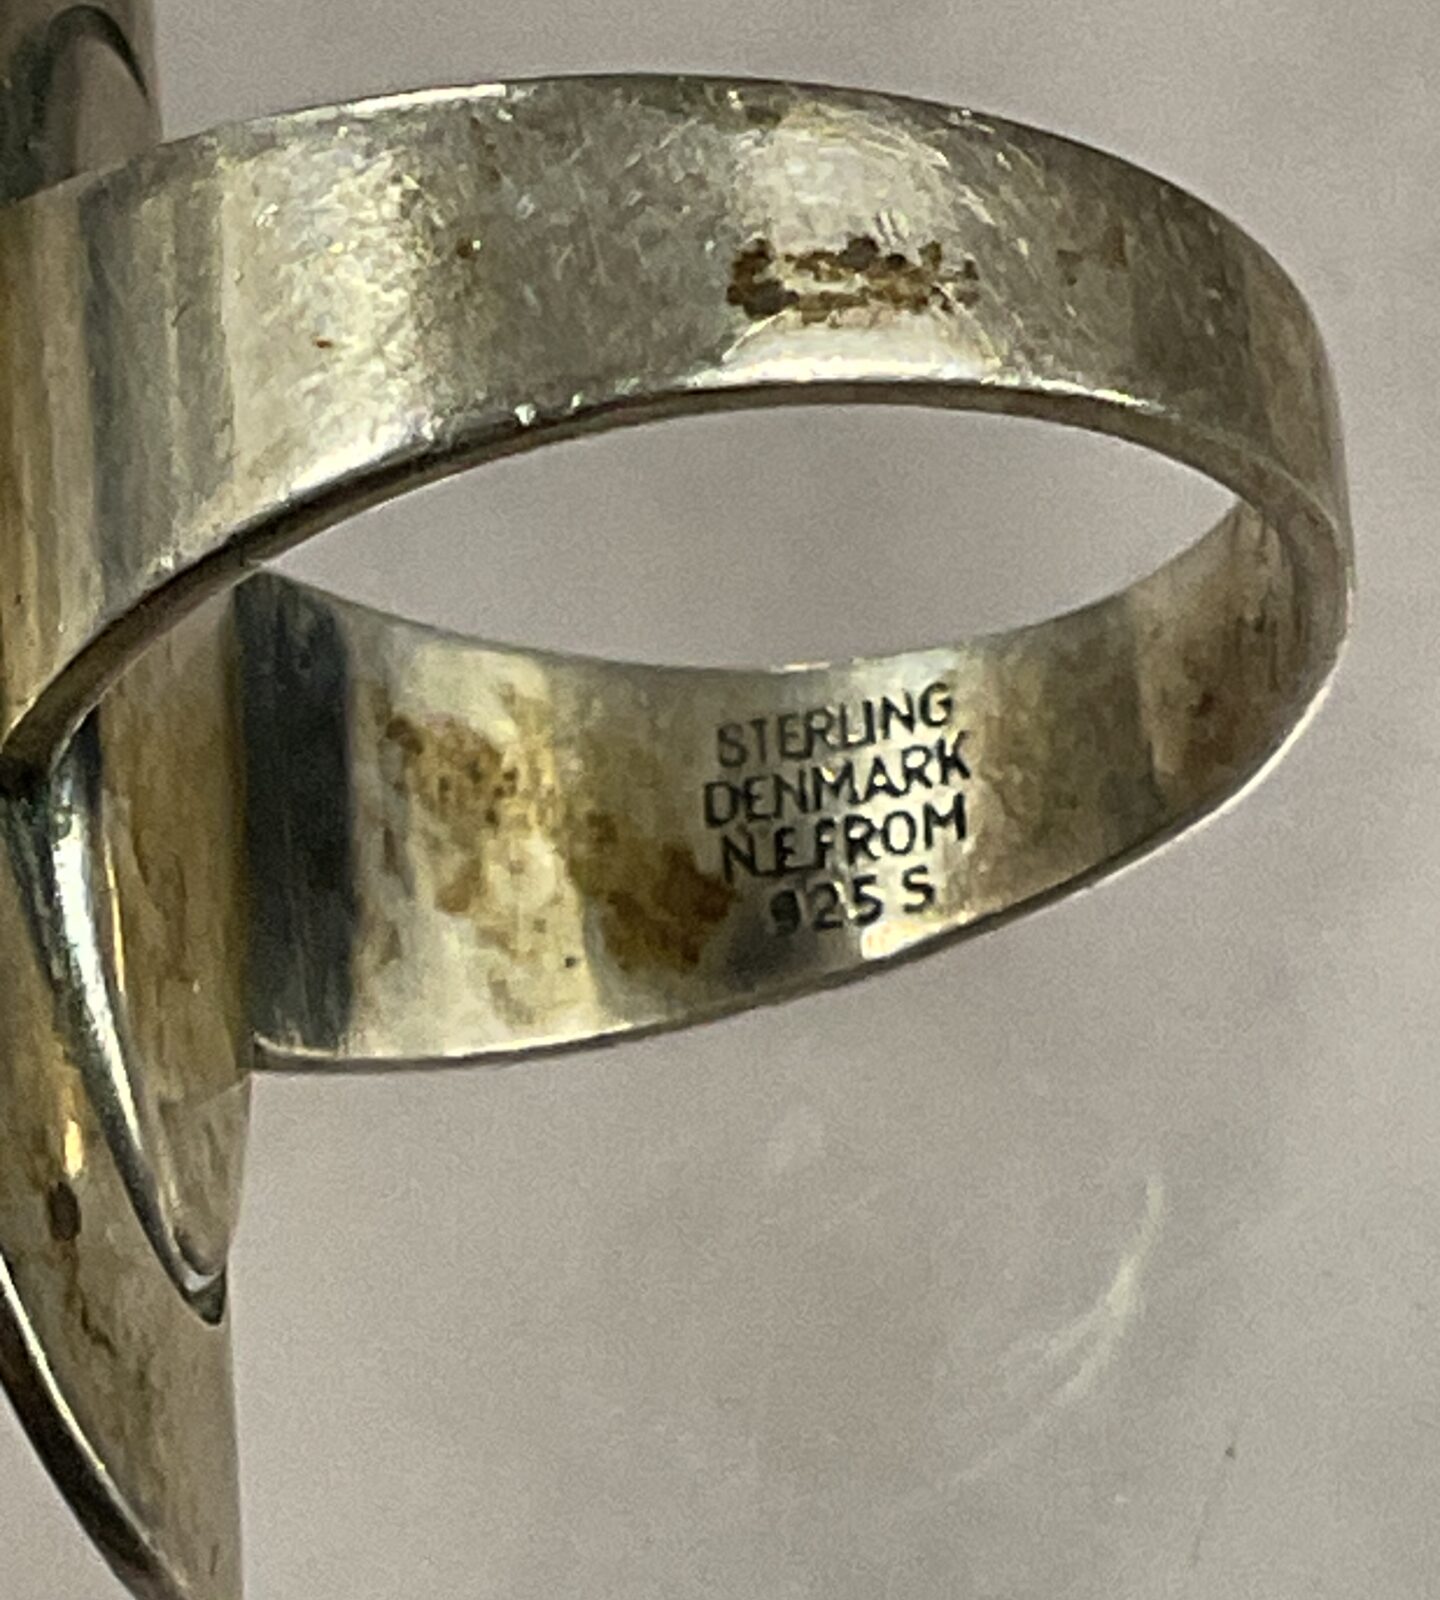 STERLING
DENMARK
N.E.FROM
925 S